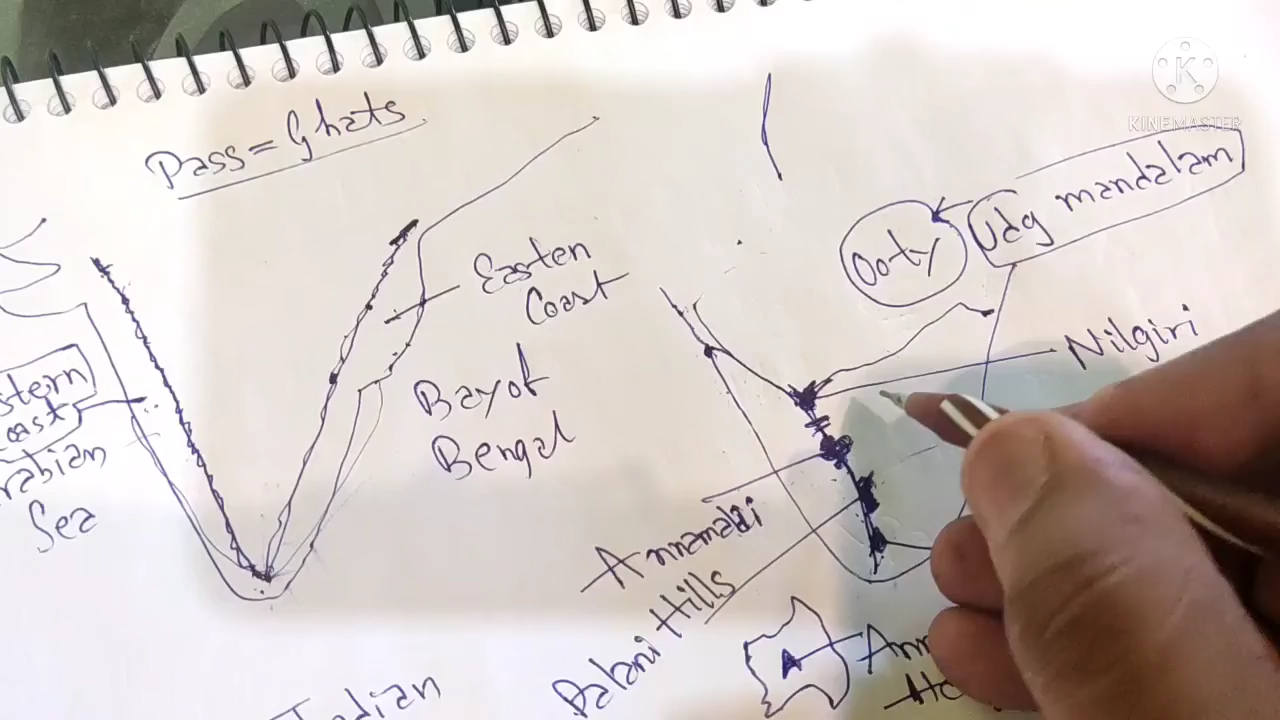 KINEMASTER
Pass = Ghats
Udg mandalam
Ooty
Easten
Coast
Nilgiri
Bay of
Bengal
stern
oast
rabian
Sea
Annamalai
Palani Hills
Ann
Indian